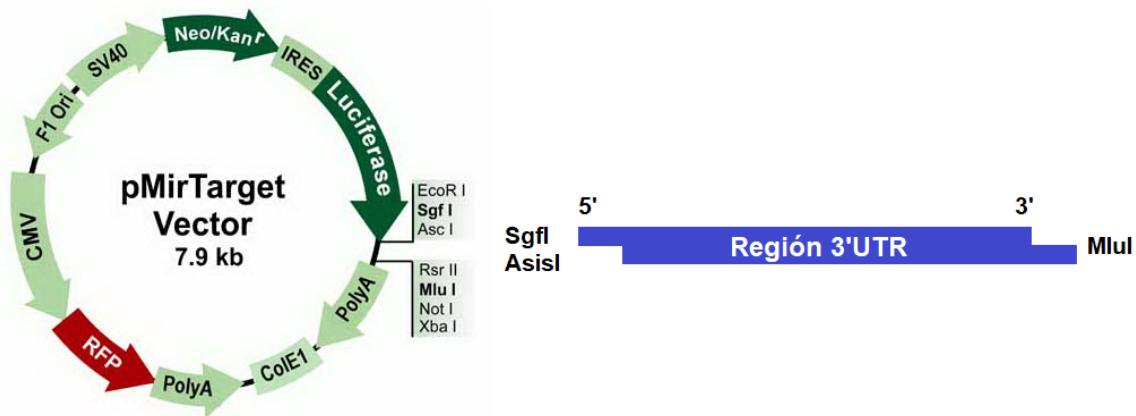 Neo/Kanr
SV40
IRES
F1 Ori
Luciferase
pMirTarget
Vector
7.9 kb
CMV
EcoR I
Sgf I
Asc I
Rsr II
Mlu I
Not I
Xba I
PolyA
RFP
PolyA
ColE1
5'
3'
SgfI
AsisI
Región 3'UTR
MluI